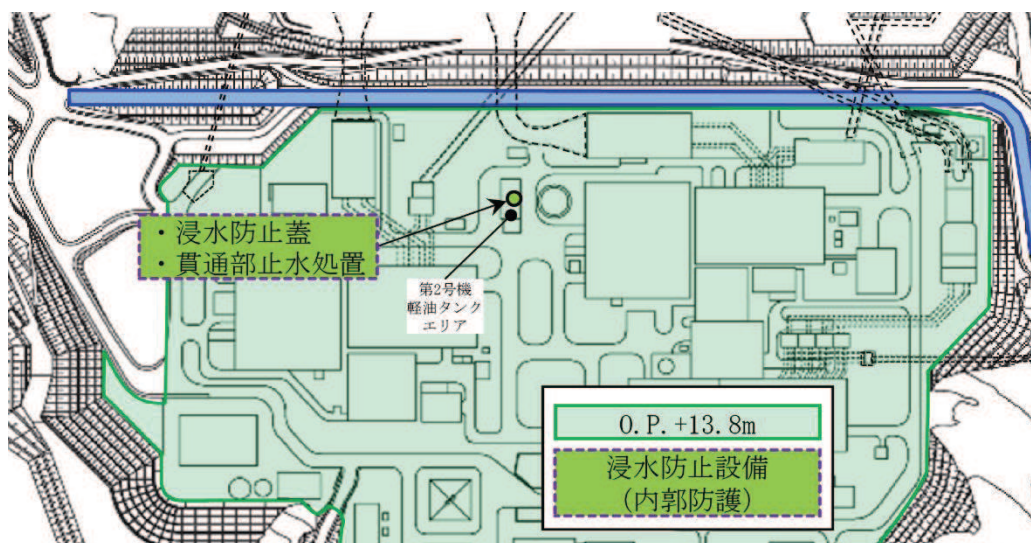 ・浸水防止蓋
・貫通部止水処置
第2号機
軽油タンク
エリア
O.P.+13.8m
浸水防止設備
(内郭防護)